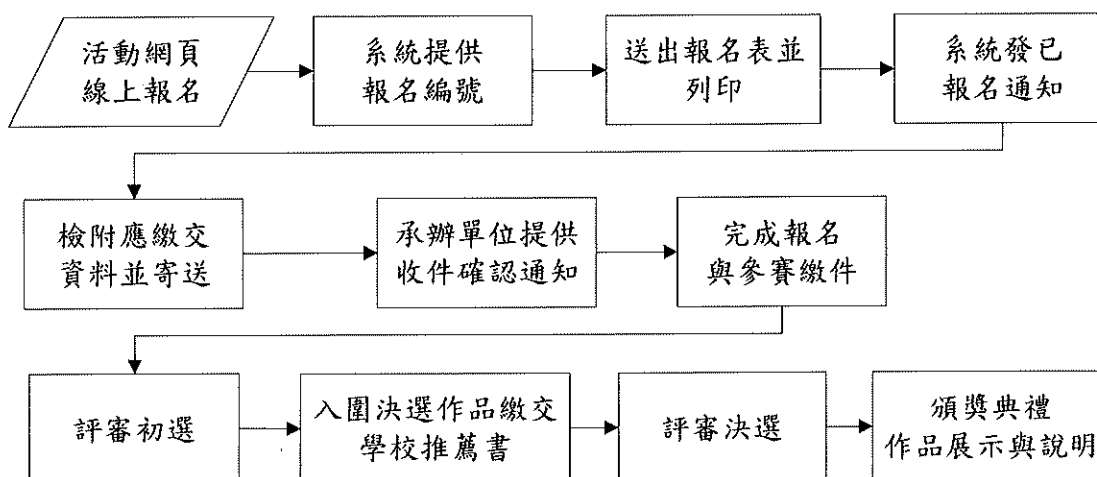 活動網頁
線上報名
系統提供
報名編號
送出報名表並
列印
系統發已
報名通知
檢附應繳交
資料並寄送
承辦單位提供
收件確認通知
完成報名
與參賽繳件
評審初選
入圍決選作品繳交
學校推薦書
評審決選
頒獎典禮
作品展示與說明